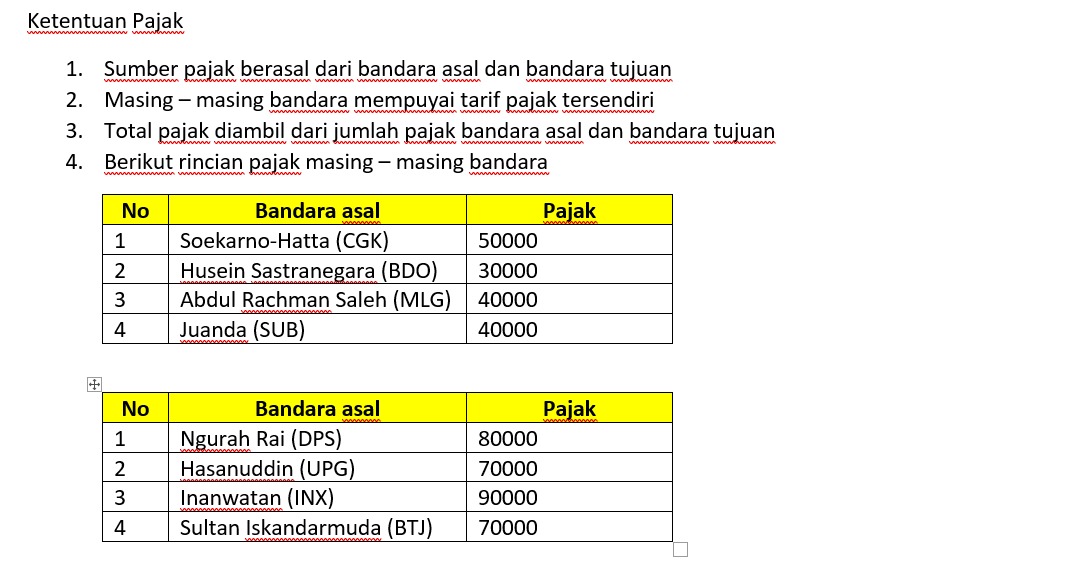 Ketentuan Pajak
1. Sumber pajak berasal dari bandara asal dan bandara tujuan
2. Masing – masing bandara mempuyai tarif pajak tersendiri
3. Total pajak diambil dari jumlah pajak bandara asal dan bandara tujuan
4. Berikut rincian pajak masing – masing bandara
No Bandara asal Pajak
1 Soekarno-Hatta (CGK) 50000
2 Husein Sastranegara (BDO) 30000
3 Abdul Rachman Saleh (MLG) 40000
4 Juanda (SUB) 40000
No Bandara asal Pajak
1 Ngurah Rai (DPS) 80000
2 Hasanuddin (UPG) 70000
3 Inanwatan (INX) 90000
4 Sultan Iskandarmuda (BTJ) 70000